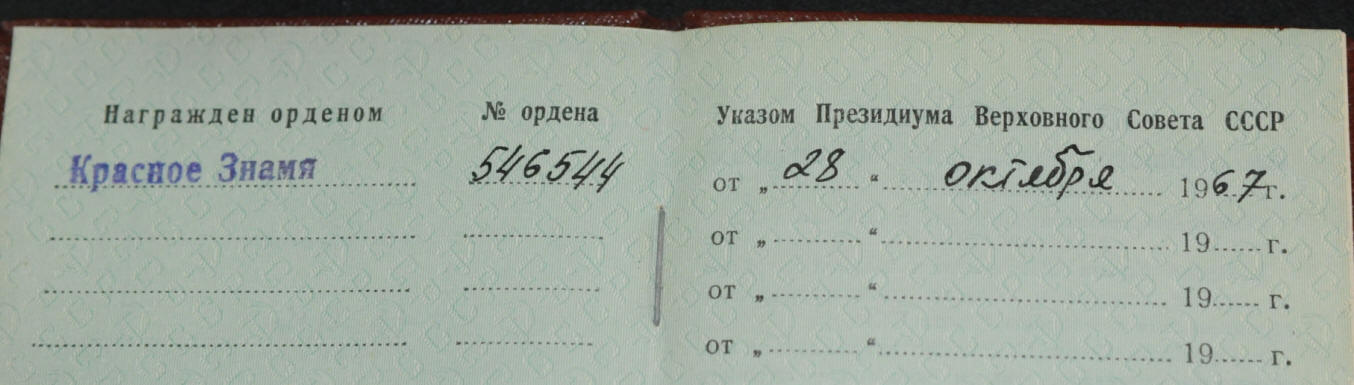 Награжден орденом № ордена Указом Президиума Верховного Совета СССР
Красное Знамя 546544 от „ 28 “ октября 1967 г.
от „ “ 19 г.
от „ “ 19 г.
от „ “ 19 г.